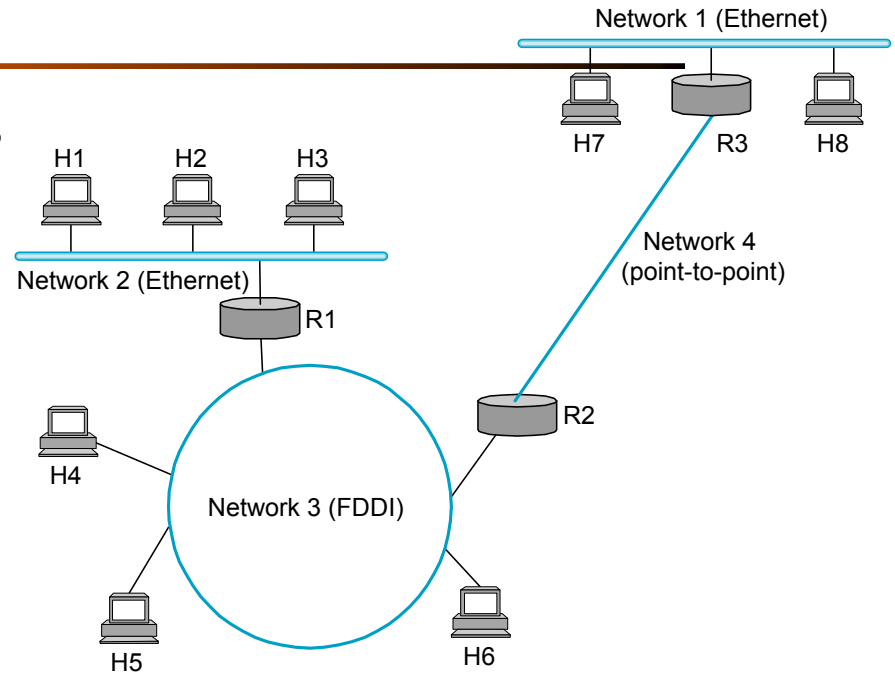 Network 1 (Ethernet)
H7
R3
H8
H1
H2
H3
Network 4
(point-to-point)
Network 2 (Ethernet)
R1
R2
H4
Network 3 (FDDI)
H5
H6